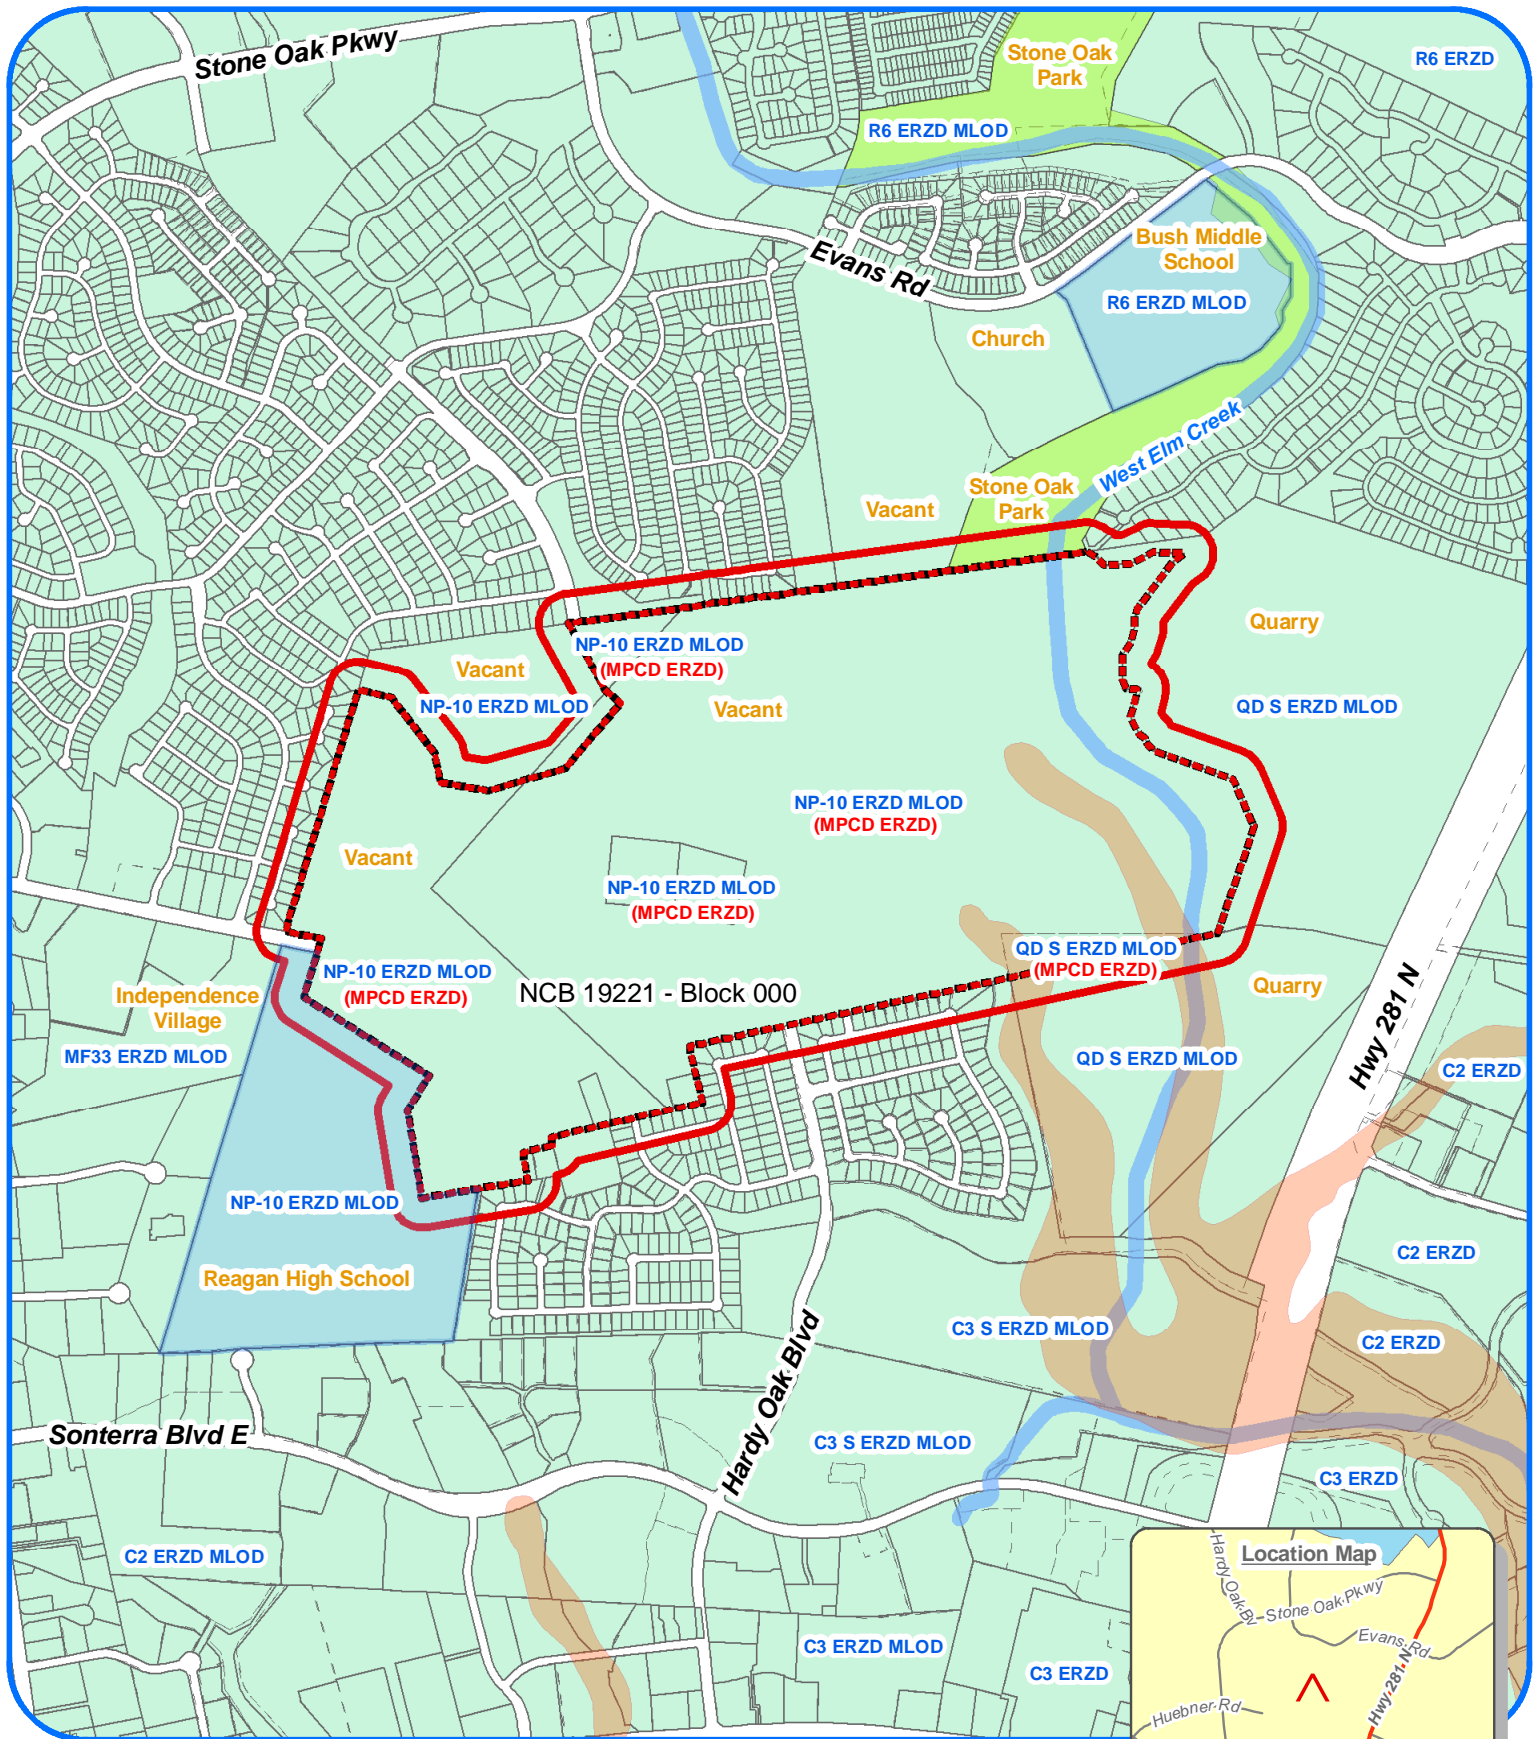 Stone Oak Pkwy
Stone Oak
Park
R6 ERZD
R6 ERZD MLOD
Evans Rd
Bush Middle
School
R6 ERZD MLOD
Church
West Elm Creek
Stone Oak
Park
Vacant
Quarry
NP-10 ERZD MLOD
(MPCD ERZD)
Vacant
NP-10 ERZD MLOD
Vacant
QD S ERZD MLOD
NP-10 ERZD MLOD
(MPCD ERZD)
Vacant
NP-10 ERZD MLOD
(MPCD ERZD)
QD S ERZD MLOD
(MPCD ERZD)
NP-10 ERZD MLOD
(MPCD ERZD)
NCB 19221 - Block 000
Quarry
Independence
Village
MF33 ERZD MLOD
QD S ERZD MLOD
Hwy 281 N
C2 ERZD
NP-10 ERZD MLOD
Reagan High School
C2 ERZD
C3 S ERZD MLOD
C2 ERZD
Hardy Oak Blvd
Sonterra Blvd E
C3 S ERZD MLOD
C3 ERZD
C2 ERZD MLOD
C3 ERZD MLOD
C3 ERZD
Location Map
Hardy Oak Bv
Stone Oak Pkwy
Evans Rd
Hwy 281 N
Huebner Rd